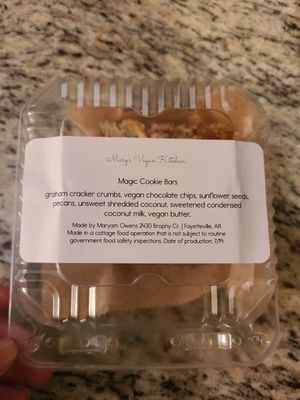 Mary's Vegan Kitchen
Magic Cookie Bars
graham cracker crumbs, vegan chocolate chips, sunflower seeds,
pecans, unsweet shredded coconut, sweetened condensed
coconut milk, vegan butter,
Made by Maryam Owens 2430 Brophy Cr. | Fayetteville, AR
Made in a cottage food operation that is not subject to routine
government food safety inspections. Date of production: 7/19